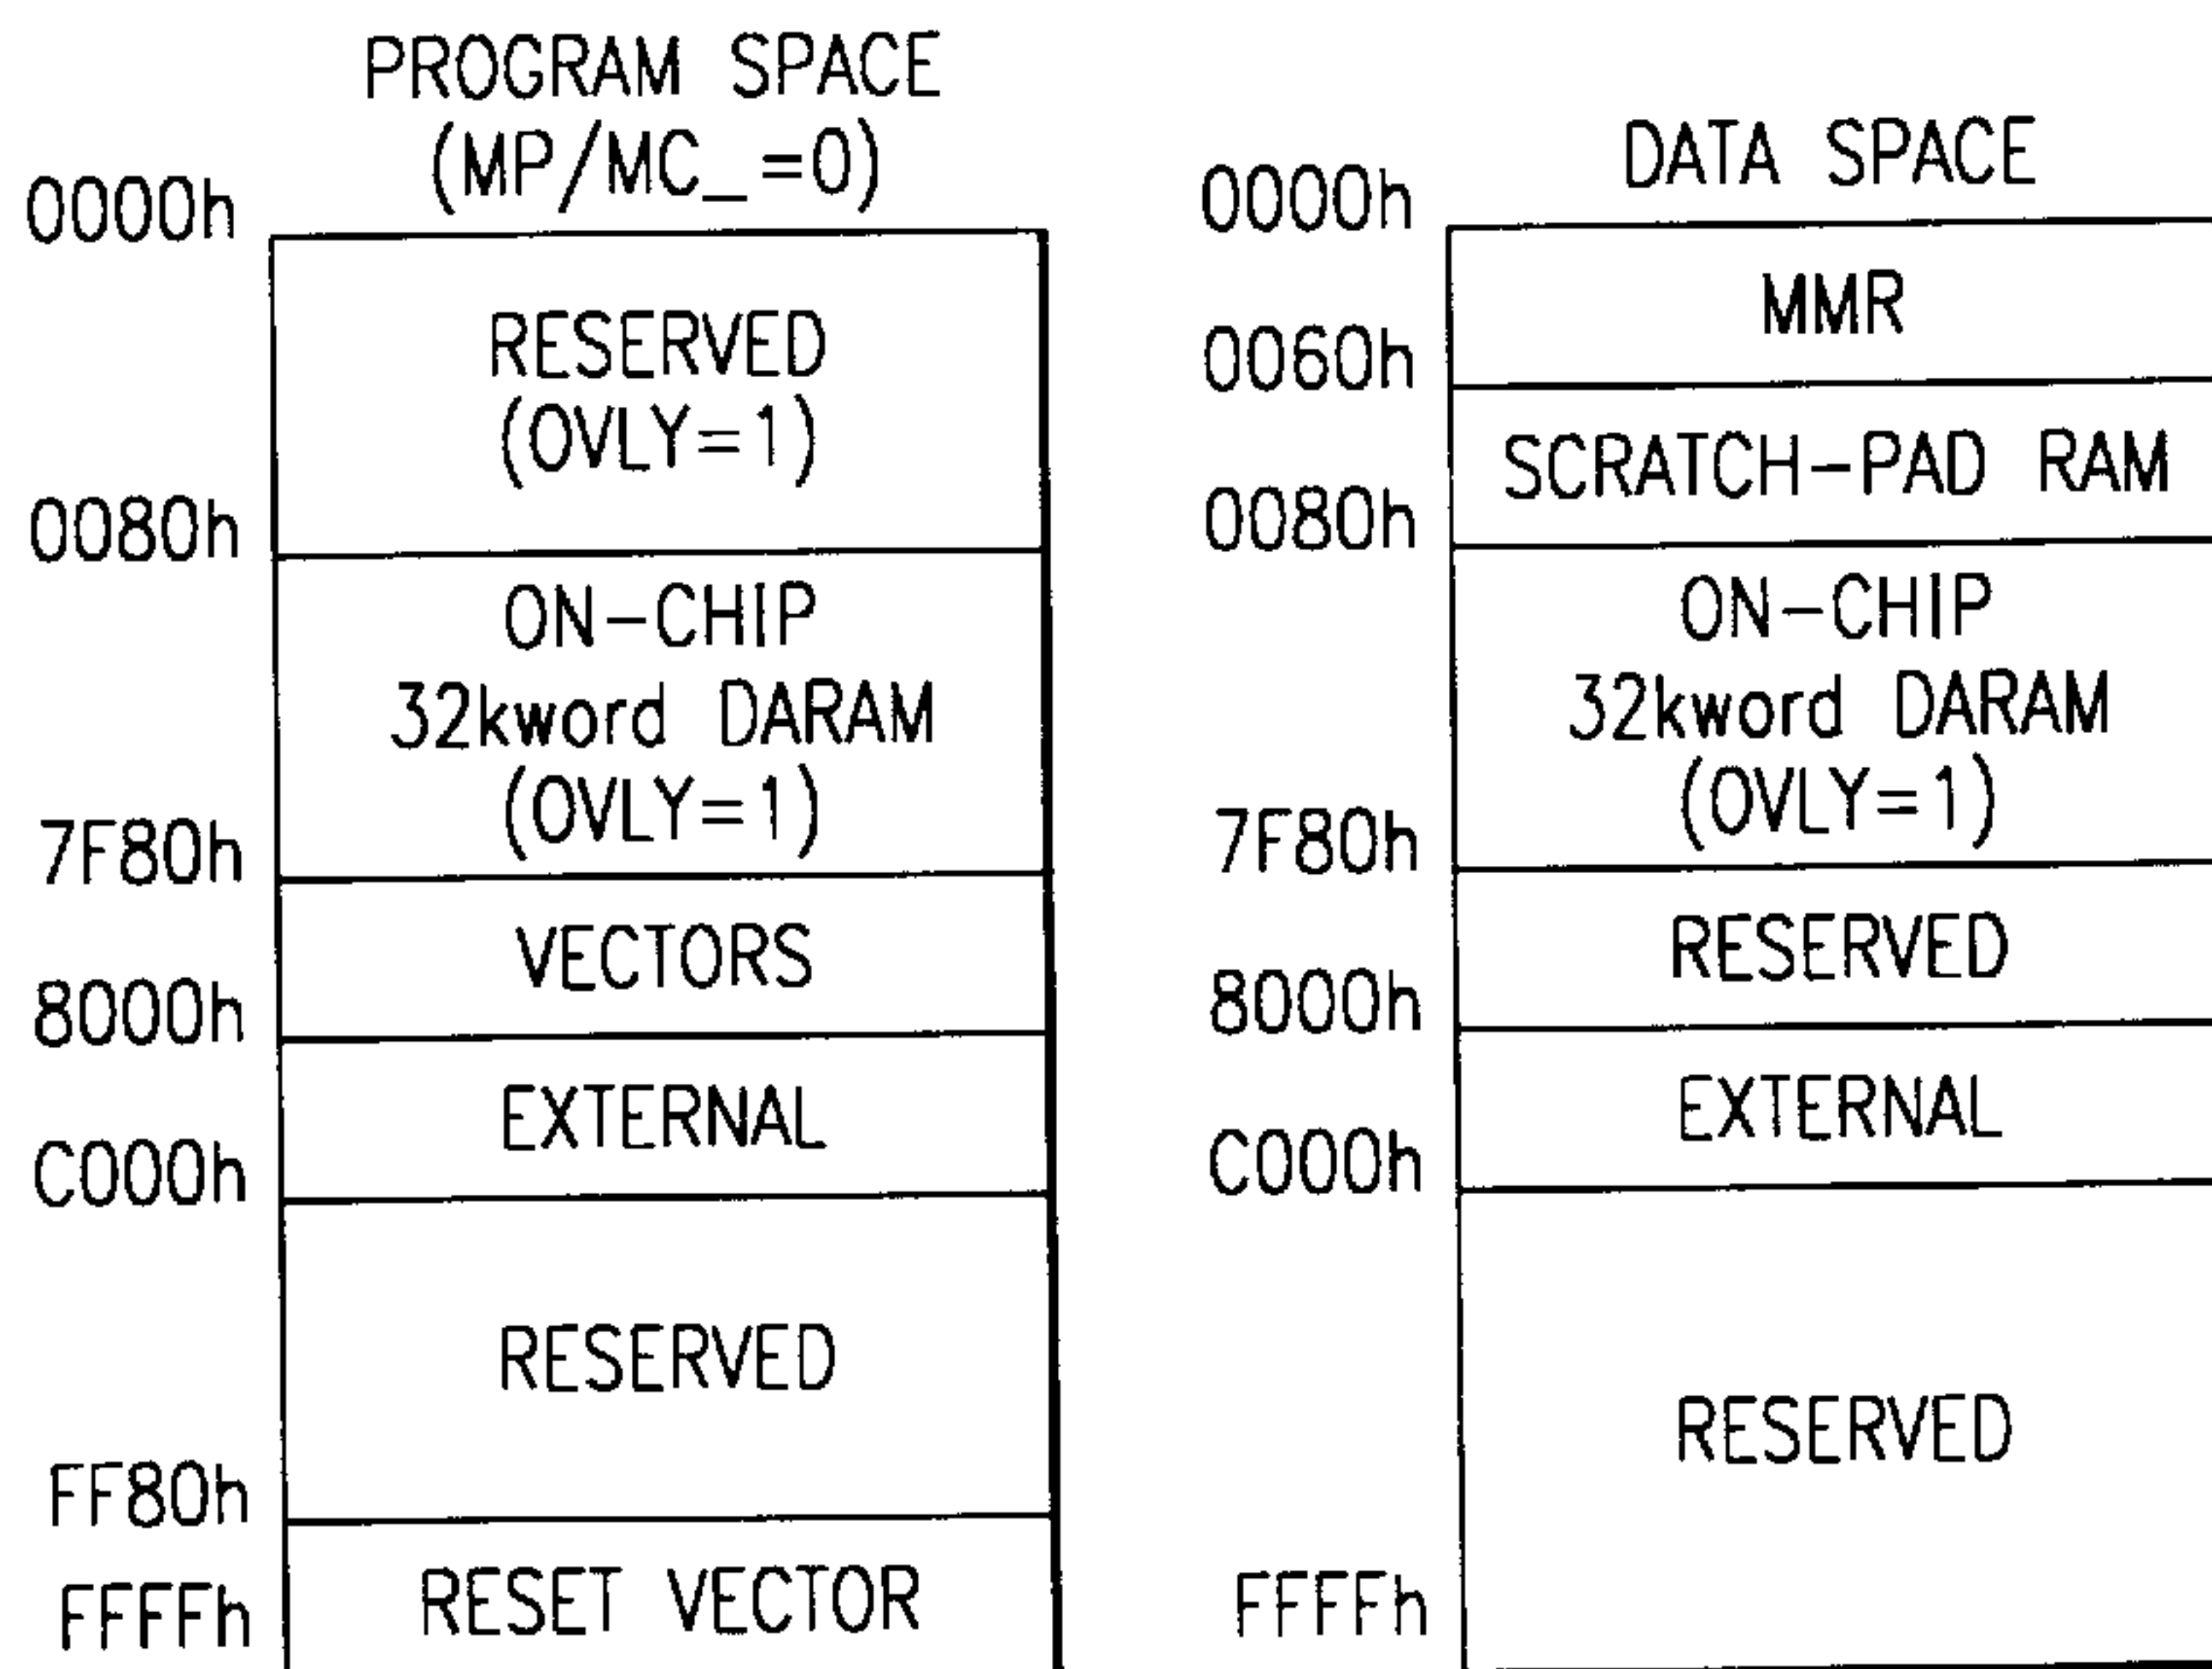 PROGRAM SPACE
(MP/MC_=0)
0000h
RESERVED
(OVLY=1)
0080h
ON-CHIP
32kword DARAM
(OVLY=1)
7F80h
VECTORS
8000h
EXTERNAL
C000h
RESERVED
FF80h
RESET VECTOR
FFFFh
DATA SPACE
0000h
MMR
0060h
SCRATCH-PAD RAM
0080h
ON-CHIP
32kword DARAM
(OVLY=1)
7F80h
RESERVED
8000h
EXTERNAL
C000h
RESERVED
FFFFh